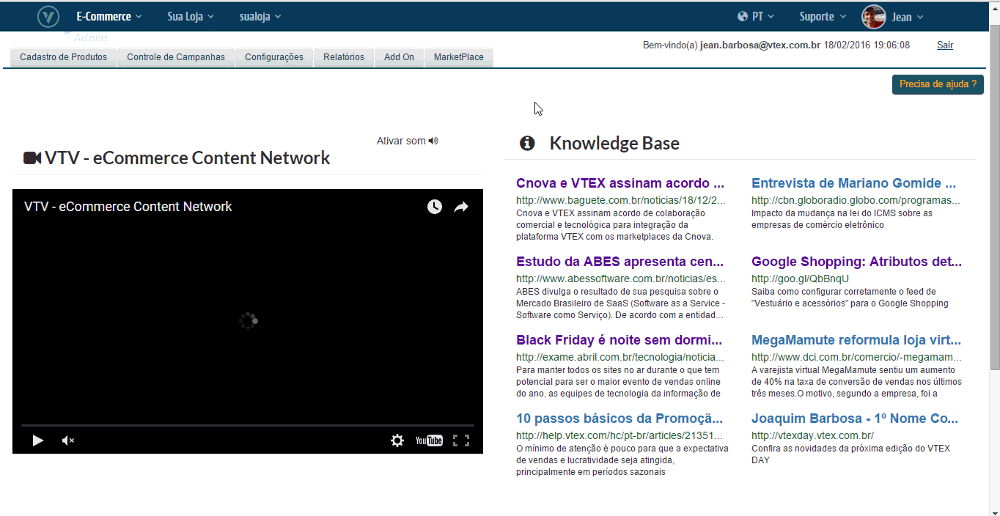 E-Commerce Sua Loja sualoja PT Suporte Jean
Admin
Bem-vindo(a) jean.barbosa@vtex.com.br 18/02/2016 19:06:08 Sair
Cadastro de Produtos Controle de Campanhas Configurações Relatórios Add On MarketPlace
Precisa de ajuda ?
Ativar som
VTV - eCommerce Content Network
VTV - eCommerce Content Network
YouTube
Knowledge Base
Cnova e VTEX assinam acordo ...
http://www.baguete.com.br/noticias/18/12/2...
Cnova e VTEX assinam acordo de colaboração
comercial e tecnológica para integração da
plataforma VTEX com os marketplaces da Cnova.
Entrevista de Mariano Gomide ...
http://cbn.globoradio.globo.com/programas...
Impacto da mudança na lei do ICMS sobre as
empresas de comércio eletrônico
Estudo da ABES apresenta cen...
http://www.abessoftware.com.br/noticias/es...
ABES divulga o resultado de sua pesquisa sobre o
Mercado Brasileiro de SaaS (Software as a Service -
Software como Serviço). De acordo com a entidad...
Google Shopping: Atributos det...
http://goo.gl/QbBnqU
Saiba como configurar corretamente o feed de
"Vestuário e acessórios" para o Google Shopping
Black Friday é noite sem dormi...
http://exame.abril.com.br/tecnologia/noticia...
Para manter todos os sites no ar durante o que tem
potencial para ser o maior evento de vendas online
do ano, as equipes de tecnologia da informação de
MegaMamute reformula loja virt...
http://www.dci.com.br/comercio/-megamam...
A varejista virtual MegaMamute sentiu um aumento
de 40% na taxa de conversão de vendas nos últimos
três meses.O motivo, segundo a empresa, foi a
10 passos básicos da Promoçã...
http://help.vtex.com/hc/pt-br/articles/21351...
O mínimo de atenção é pouco para que a expectativa
de vendas e lucratividade seja atingida,
principalmente em períodos sazonais
Joaquim Barbosa - 1º Nome Co...
http://vtexday.vtex.com.br/
Confira as novidades da próxima edição do VTEX
DAY